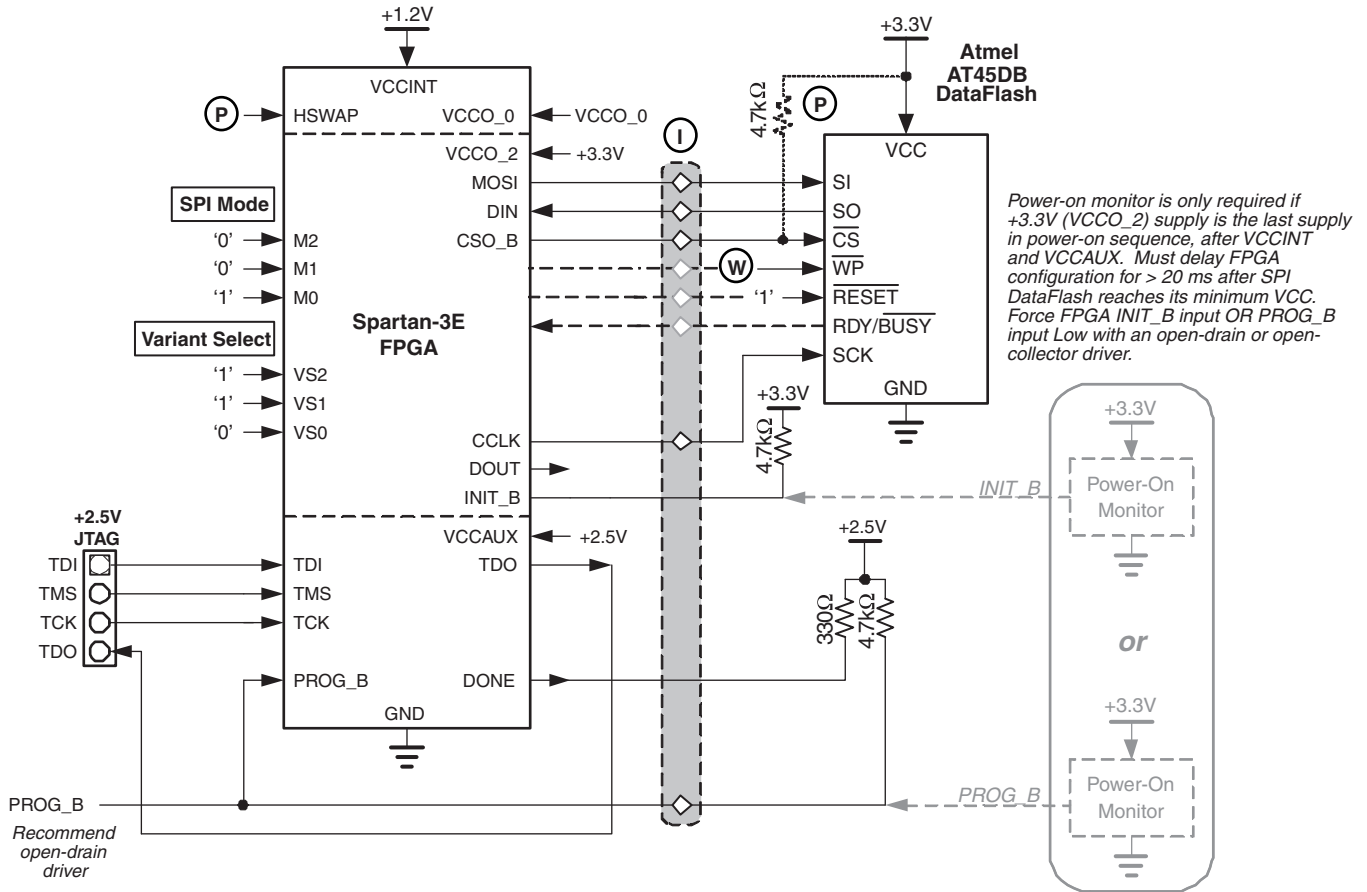 +1.2V
+3.3V
Atmel
AT45DB
DataFlash
VCCINT
P
HSWAP
VCCO_0
VCCO_0
4.7kΩ
P
I
VCC
VCCO_2
+3.3V
MOSI
SI
SPI Mode
DIN
SO
'0'
M2
CSO_B
CS
'0'
M1
W
WP
'1'
M0
'1'
RESET
Spartan-3E
FPGA
RDY/BUSY
Variant Select
SCK
'1'
VS2
GND
'1'
VS1
+3.3V
'0'
VS0
4.7kΩ
CCLK
DOUT
INIT_B
Power-on monitor is only required if
+3.3V (VCCO_2) supply is the last supply
in power-on sequence, after VCCINT
and VCCAUX. Must delay FPGA
configuration for > 20 ms after SPI
DataFlash reaches its minimum VCC.
Force FPGA INIT_B input OR PROG_B
input Low with an open-drain or open-
collector driver.
+3.3V
INIT_B
Power-On
Monitor
+2.5V
JTAG
VCCAUX
+2.5V
+2.5V
TDI
TDI
TDO
TMS
TMS
TCK
TCK
330Ω
4.7kΩ
TDO
or
PROG_B
DONE
GND
+3.3V
PROG_B
PROG_B
Power-On
Monitor
Recommend
open-drain
driver